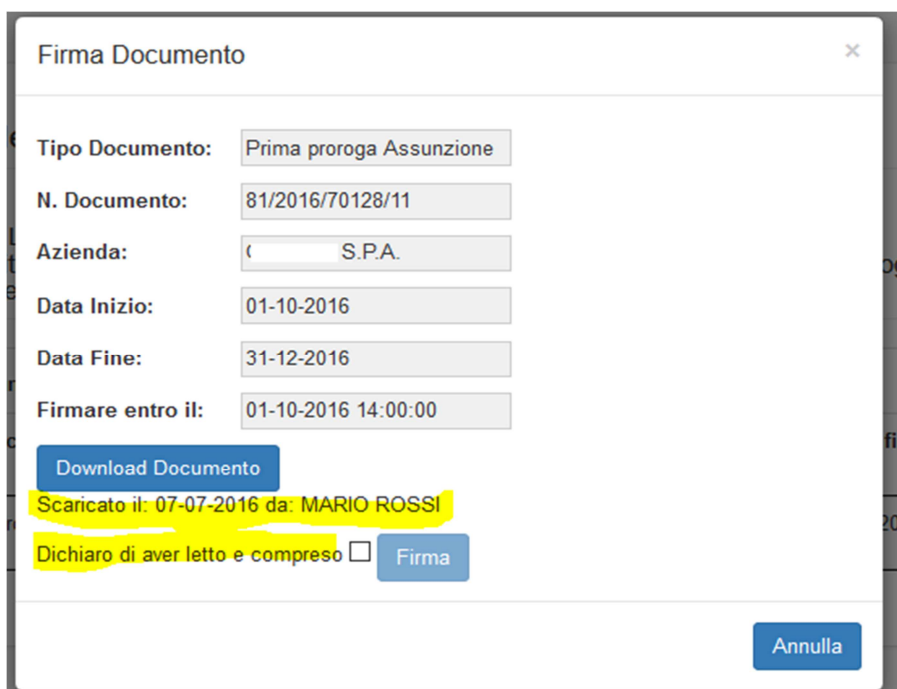 Firma Documento ×
Tipo Documento: Prima proroga Assunzione
N. Documento: 81/2016/70128/11
Azienda: S.P.A.
Data Inizio: 01-10-2016
Data Fine: 31-12-2016
Firmare entro il: 01-10-2016 14:00:00
Download Documento
Scaricato il: 07-07-2016 da: MARIO ROSSI
Dichiaro di aver letto e compreso Firma
Annulla